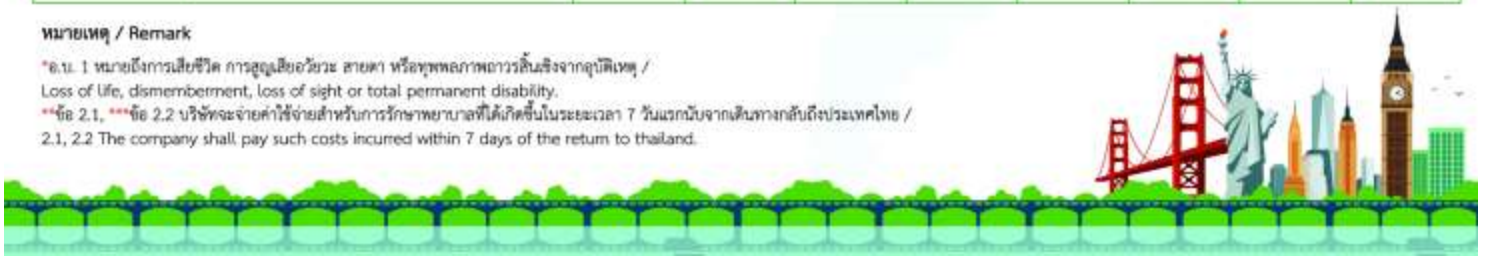 หมายเหตุ / Remark
*อ.บ. 1 หมายถึงการเสียชีวิต การสูญเสียอวัยวะ สายตา หรือทุพพลภาพถาวรสิ้นเชิงจากอุบัติเหตุ /
Loss of life, dismemberment, loss of sight or total permanent disability.
**ข้อ 2.1, ***ข้อ 2.2 บริษัทจะจ่ายค่าใช้จ่ายสำหรับการรักษาพยาบาลที่ได้เกิดขึ้นในระยะเวลา 7 วันแรกนับจากเดินทางกลับถึงประเทศไทย /
2.1, 2.2 The company shall pay such costs incurred within 7 days of the return to thailand.